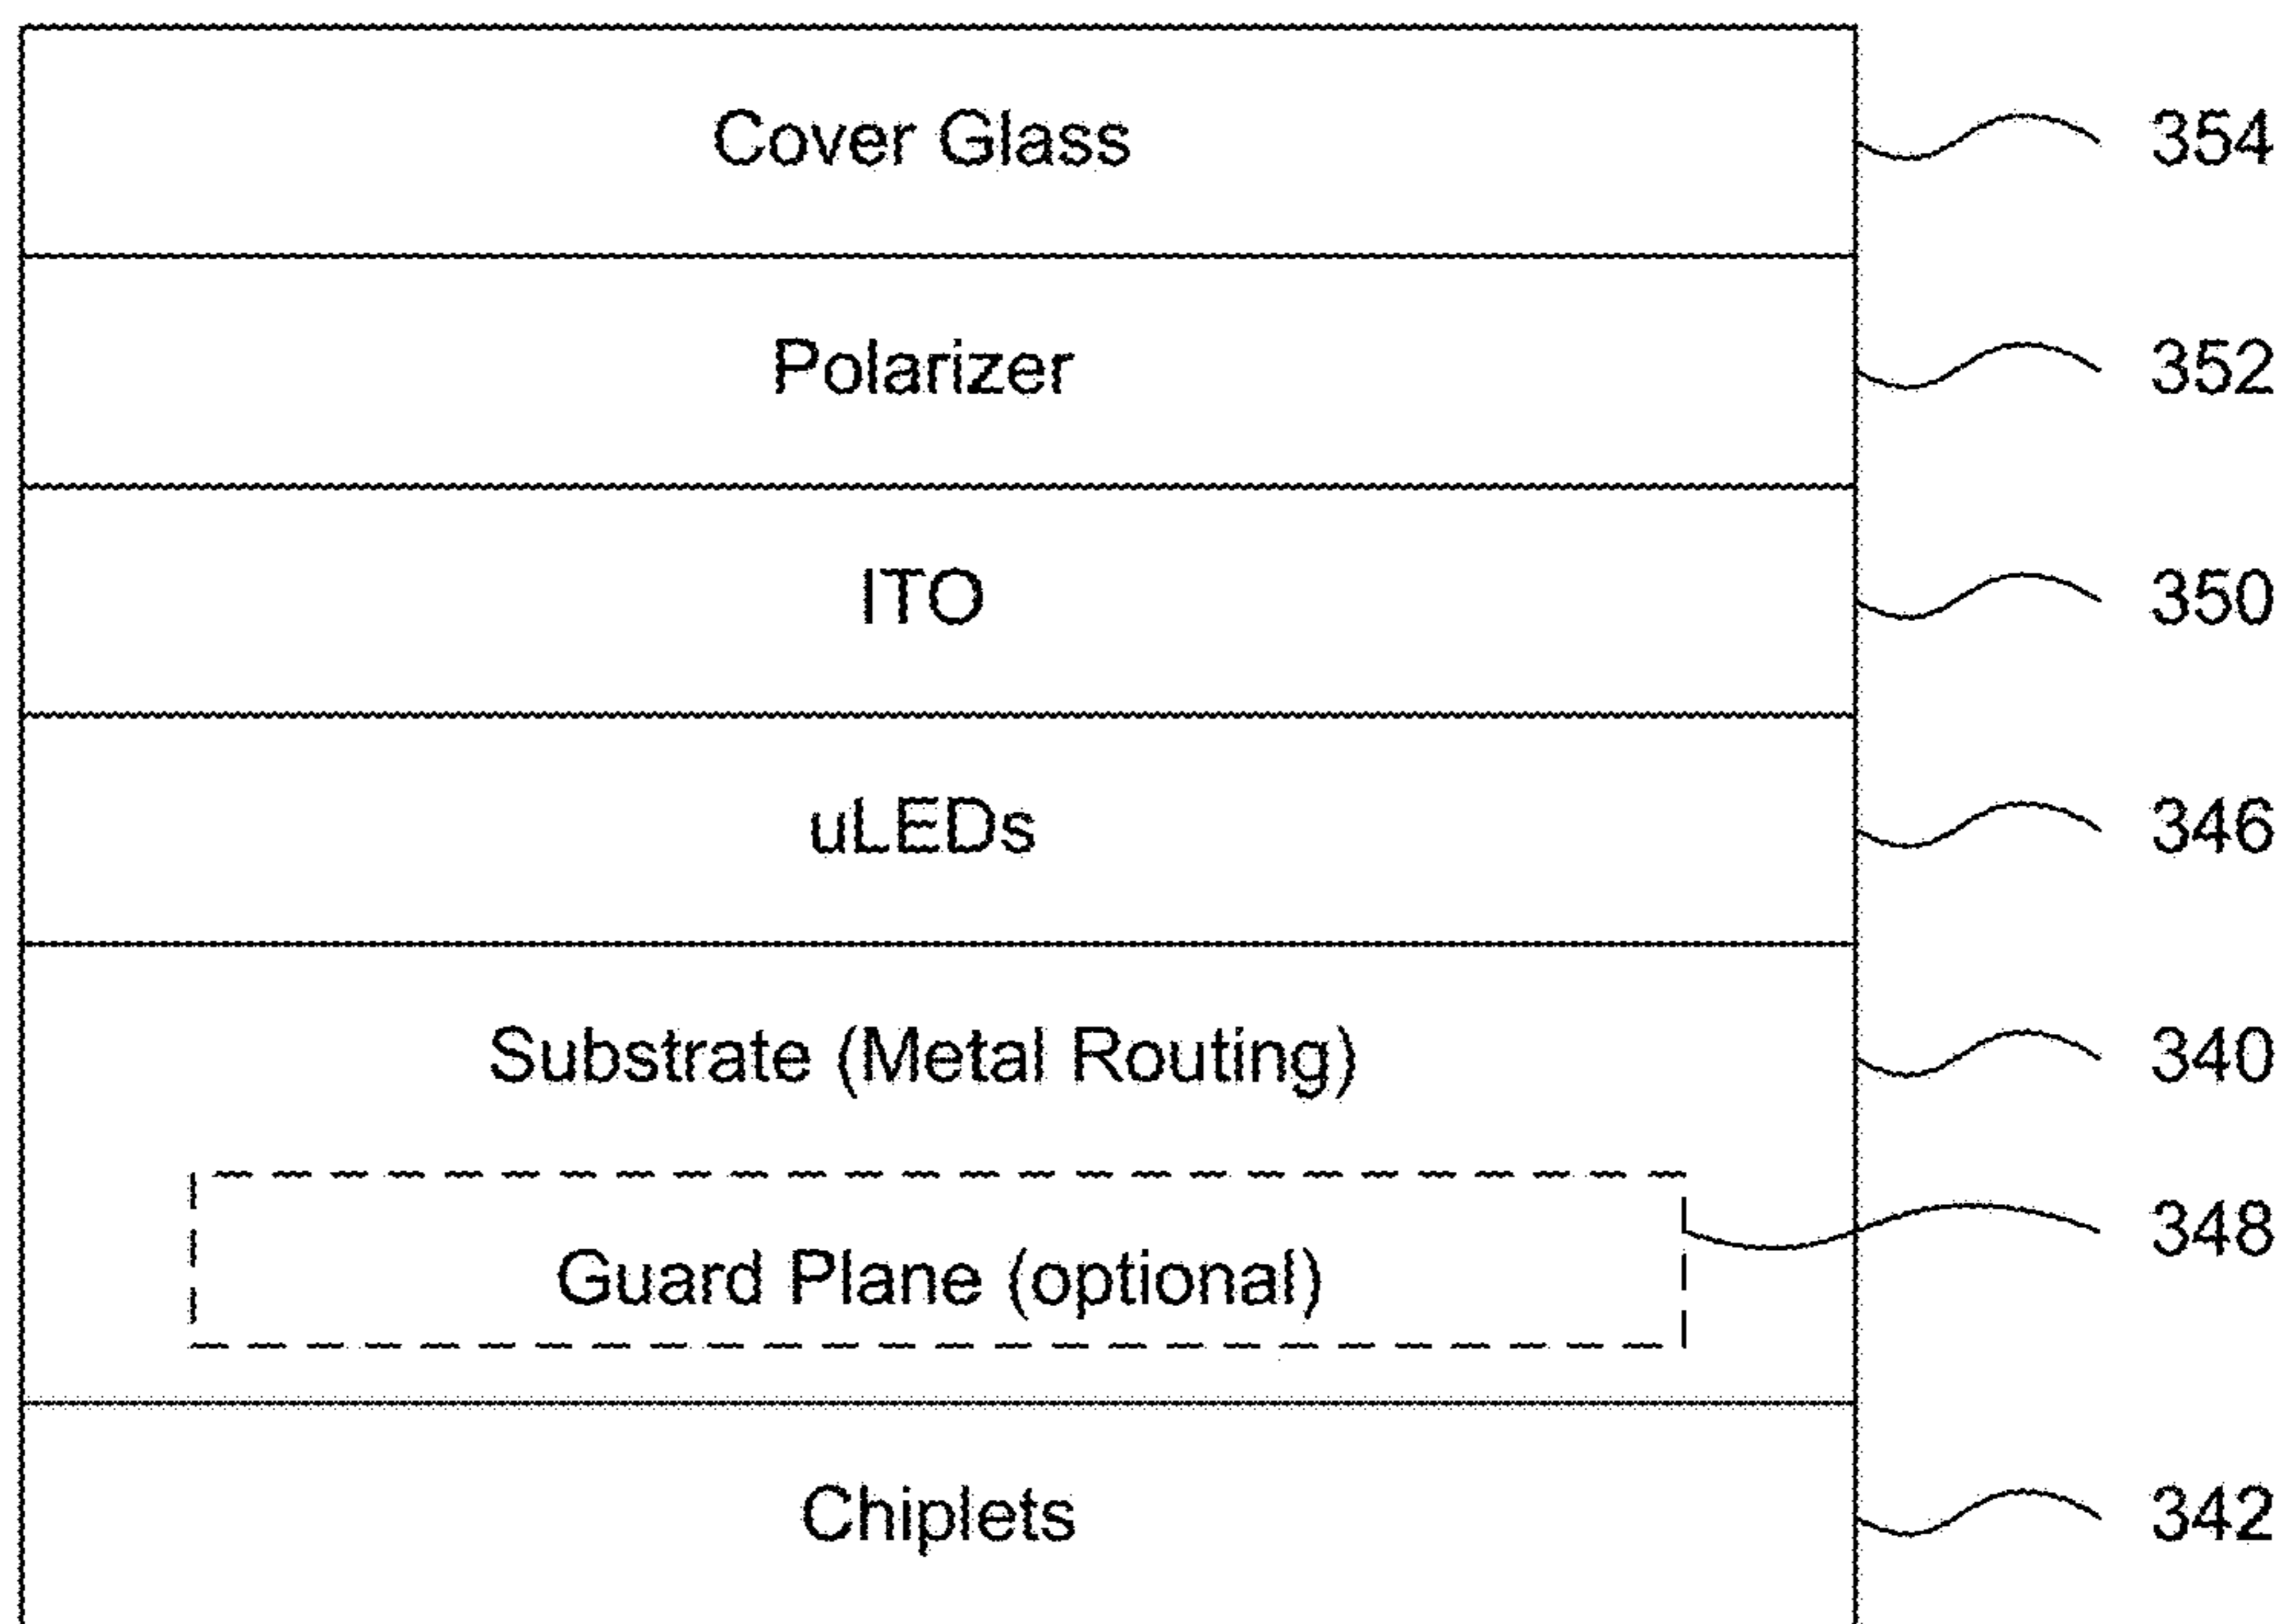 Cover Glass 354
Polarizer 352
ITO 350
uLEDs 346
Substrate (Metal Routing) 340
348
Guard Plane (optional)
Chiplets 342